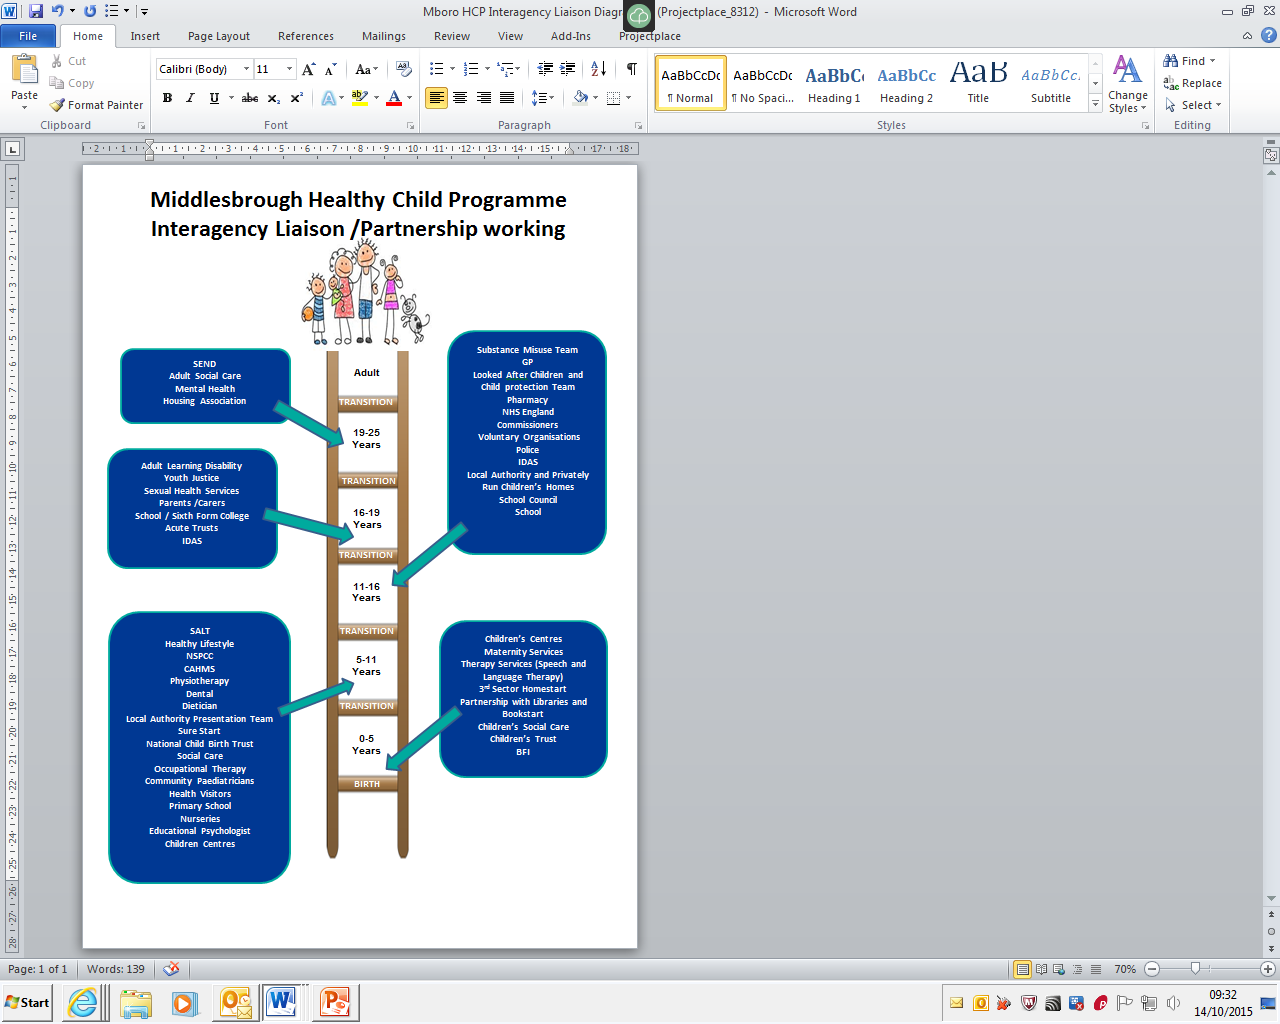 Mboro HCP Interagency Liaison Diagr (Projectplace_8312) - Microsoft Word
File Home Insert Page Layout References Mailings Review View Add-Ins Projectplace
Paste
Cut
Copy
Format Painter
Clipboard
Calibri (Body) 11
Font
Paragraph
AaBbCcDc AaBbCcDc AaBbCc AaBbCc AaB AaBbCc.
¶ Normal ¶ No Spaci... Heading 1 Heading 2 Title Subtitle
Change Styles
Styles
Find
Replace
Select
Editing
Middlesbrough Healthy Child Programme
Interagency Liaison /Partnership working
SEND
Adult Social Care
Mental Health
Housing Association
Adult Learning Disability
Youth Justice
Sexual Health Services
Parents /Carers
School / Sixth Form College
Acute Trusts
IDAS
SALT
Healthy Lifestyle
NSPCC
CAHMS
Physiotherapy
Dental
Dietician
Local Authority Presentation Team
Sure Start
National Child Birth Trust
Social Care
Occupational Therapy
Community Paediatricians
Health Visitors
Primary School
Nurseries
Educational Psychologist
Children Centres
Adult
TRANSITION
19-25
Years
TRANSITION
16-19
Years
TRANSITION
11-16
Years
TRANSITION
5-11
Years
TRANSITION
0-5
Years
BIRTH
Substance Misuse Team
GP
Looked After Children and
Child protection Team
Pharmacy
NHS England
Commissioners
Voluntary Organisations
Police
IDAS
Local Authority and Privately
Run Children's Homes
School Council
School
Children's Centres
Maternity Services
Therapy Services (Speech and
Language Therapy)
3rd Sector Homestart
Partnership with Libraries and
Bookstart
Children's Social Care
Children's Trust
BFI
Page: 1 of 1 Words: 139 70%
Start
09:32
14/10/2015